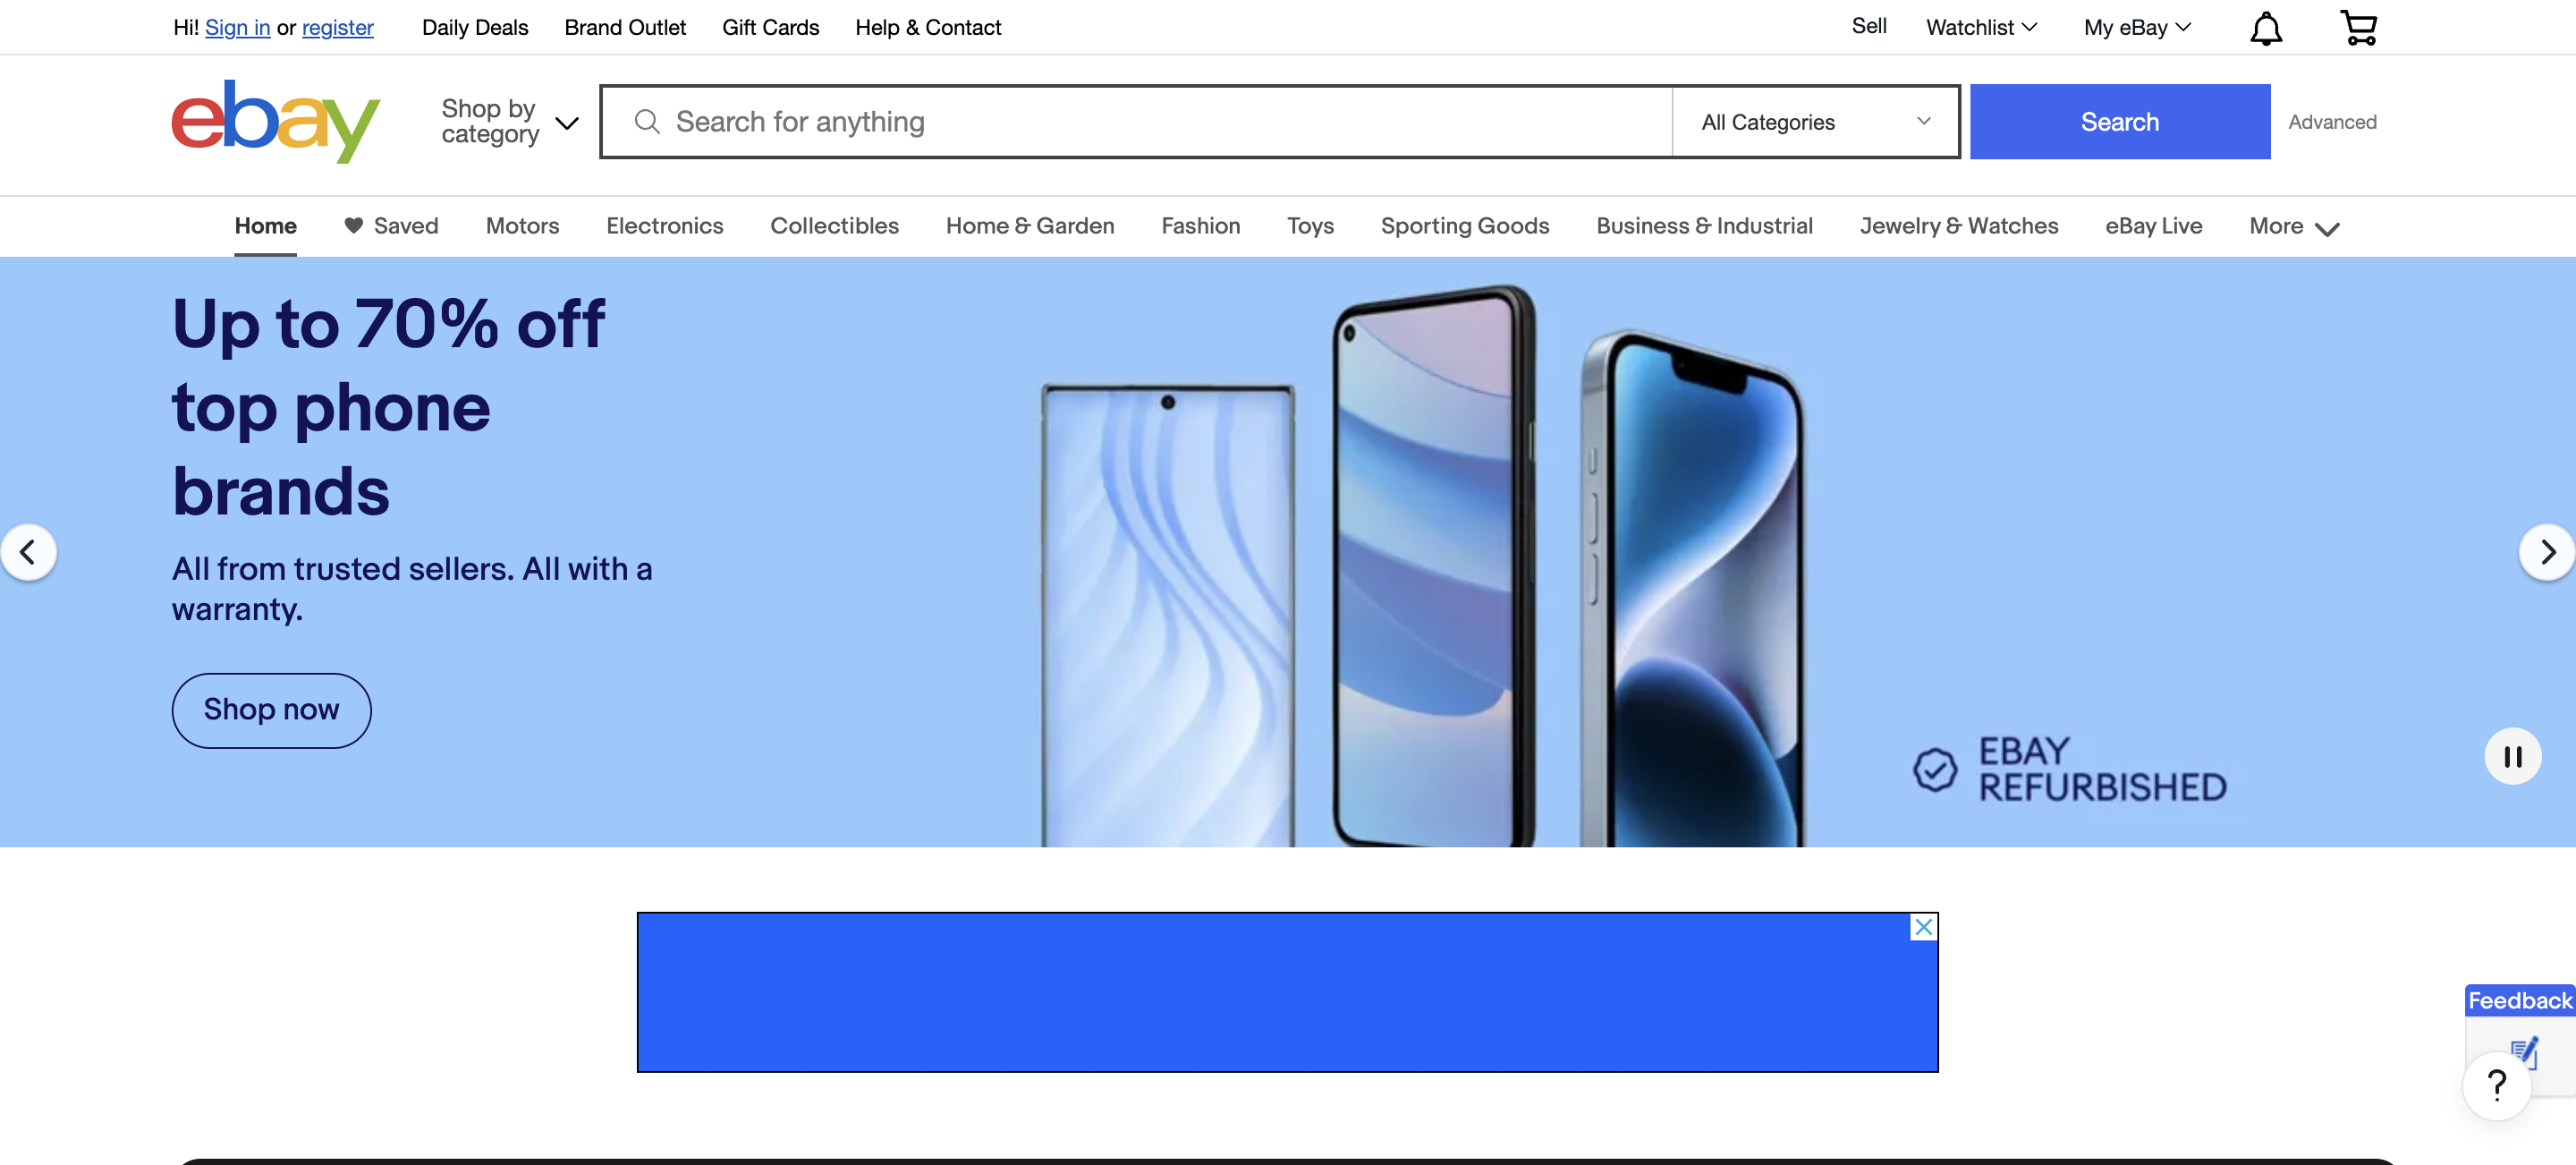 Hi! Sign in or register Daily Deals Brand Outlet Gift Cards Help & Contact Sell Watchlist My eBay
ebay
Shop by
category
Search for anything
All Categories
Search
Advanced
Home Saved Motors Electronics Collectibles Home & Garden Fashion Toys Sporting Goods Business & Industrial Jewelry & Watches eBay Live More
Up to 70% off
top phone
brands
All from trusted sellers. All with a
warranty.
Shop now
EBAY
REFURBISHED
Feedback
?